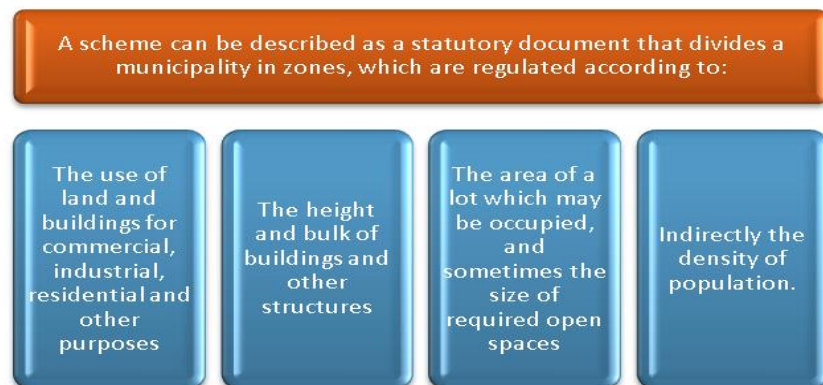 A scheme can be described as a statutory document that divides a
municipality in zones, which are regulated according to:
The use of
land and
buildings for
commercial,
industrial,
residential and
other
purposes
The height
and bulk of
buildings and
other
structures
The area of a
lot which may
be occupied,
and
sometimes the
size of
required open
spaces
Indirectly the
density of
population.